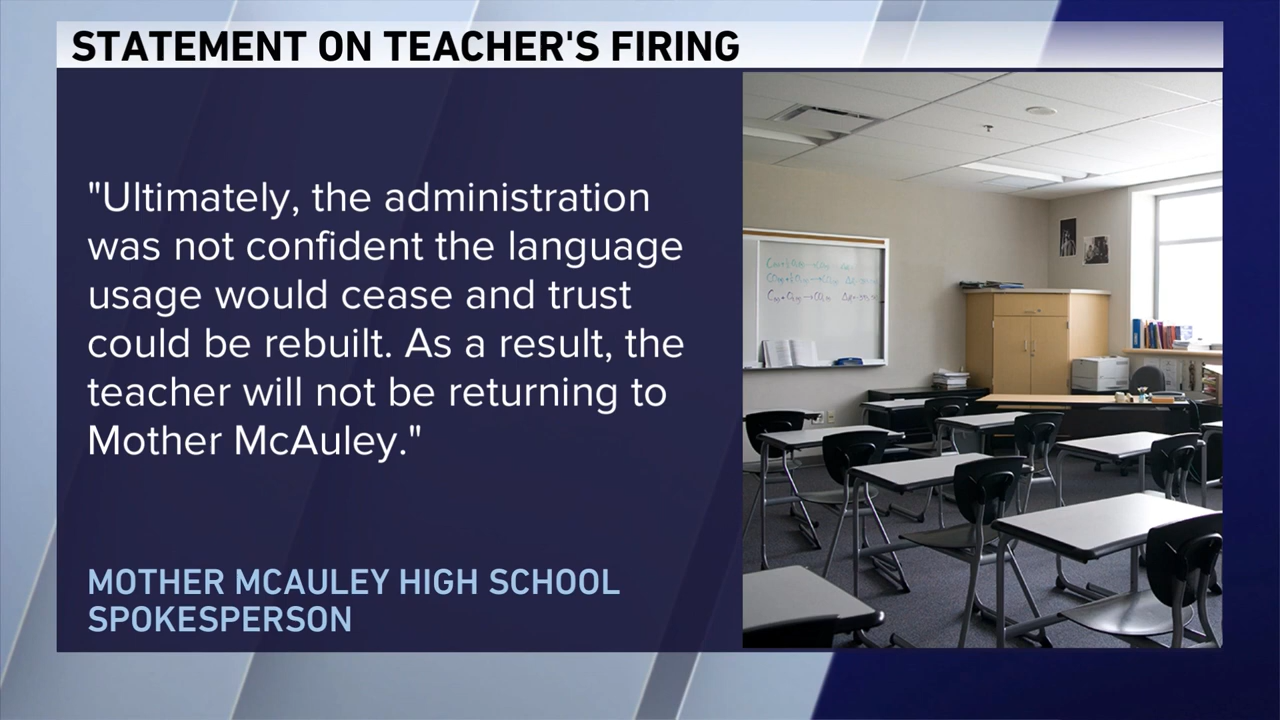 STATEMENT ON TEACHER'S FIRING
"Ultimately, the administration
was not confident the language
usage would cease and trust
could be rebuilt. As a result, the
teacher will not be returning to
Mother McAuley."
MOTHER MCAULEY HIGH SCHOOL
SPOKESPERSON